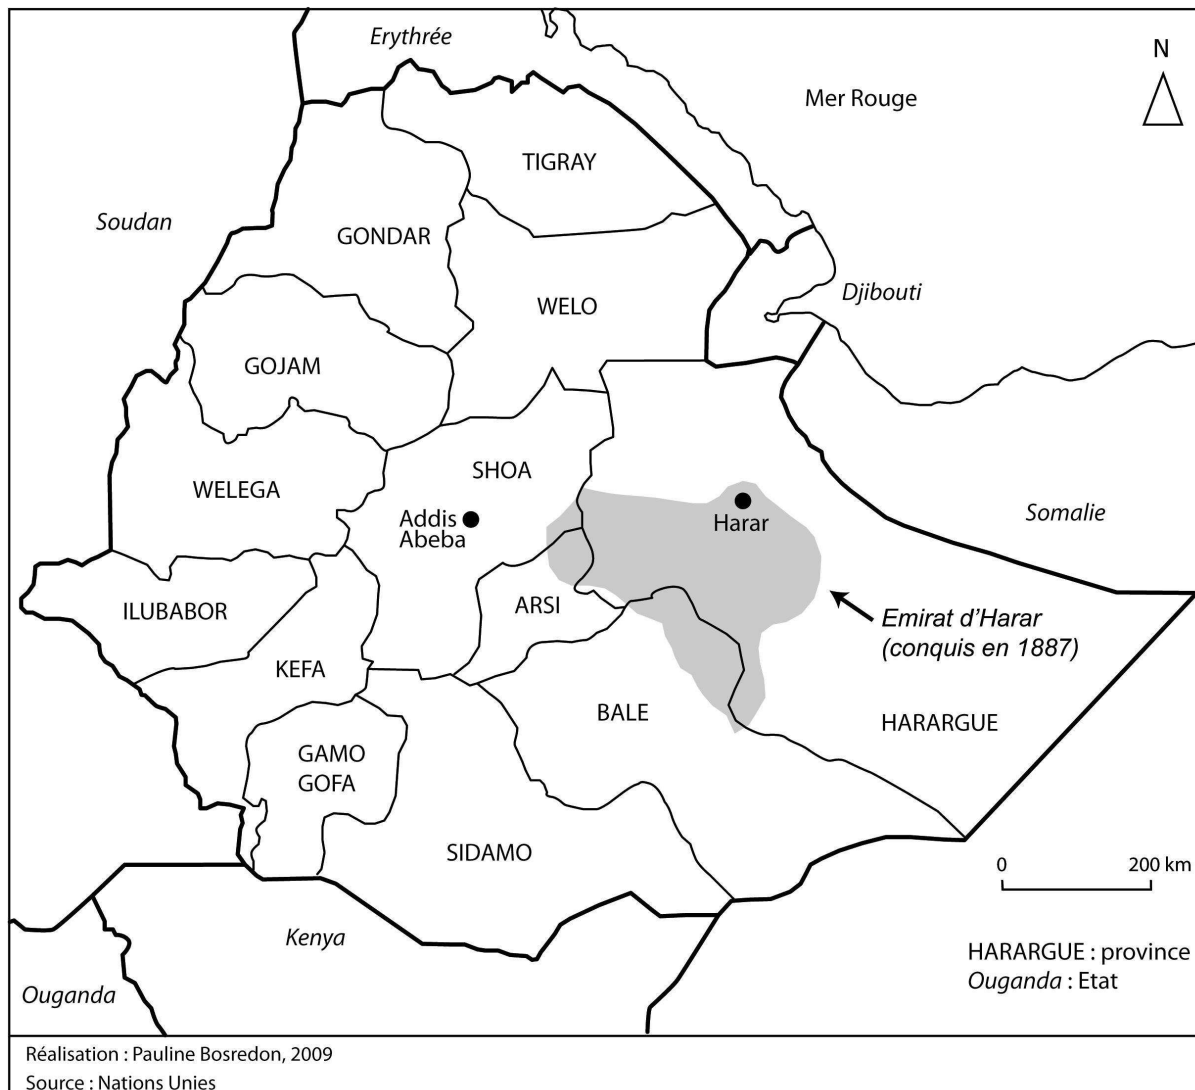 Erythrée
N
Mer Rouge
TIGRAY
Soudan
GONDAR
Djibouti
WELO
GOJAM
SHOA
WELEGA
Addis
Abeba
Harar
Somalie
ILUBABOR
ARSI
Emirat d'Harar
(conquis en 1887)
KEFA
BALE
HARARGUE
GAMO
GOFA
SIDAMO
0 200 km
Kenya
HARARGUE : province
Ouganda : Etat
Ouganda
Réalisation : Pauline Bosredon, 2009
Source : Nations Unies